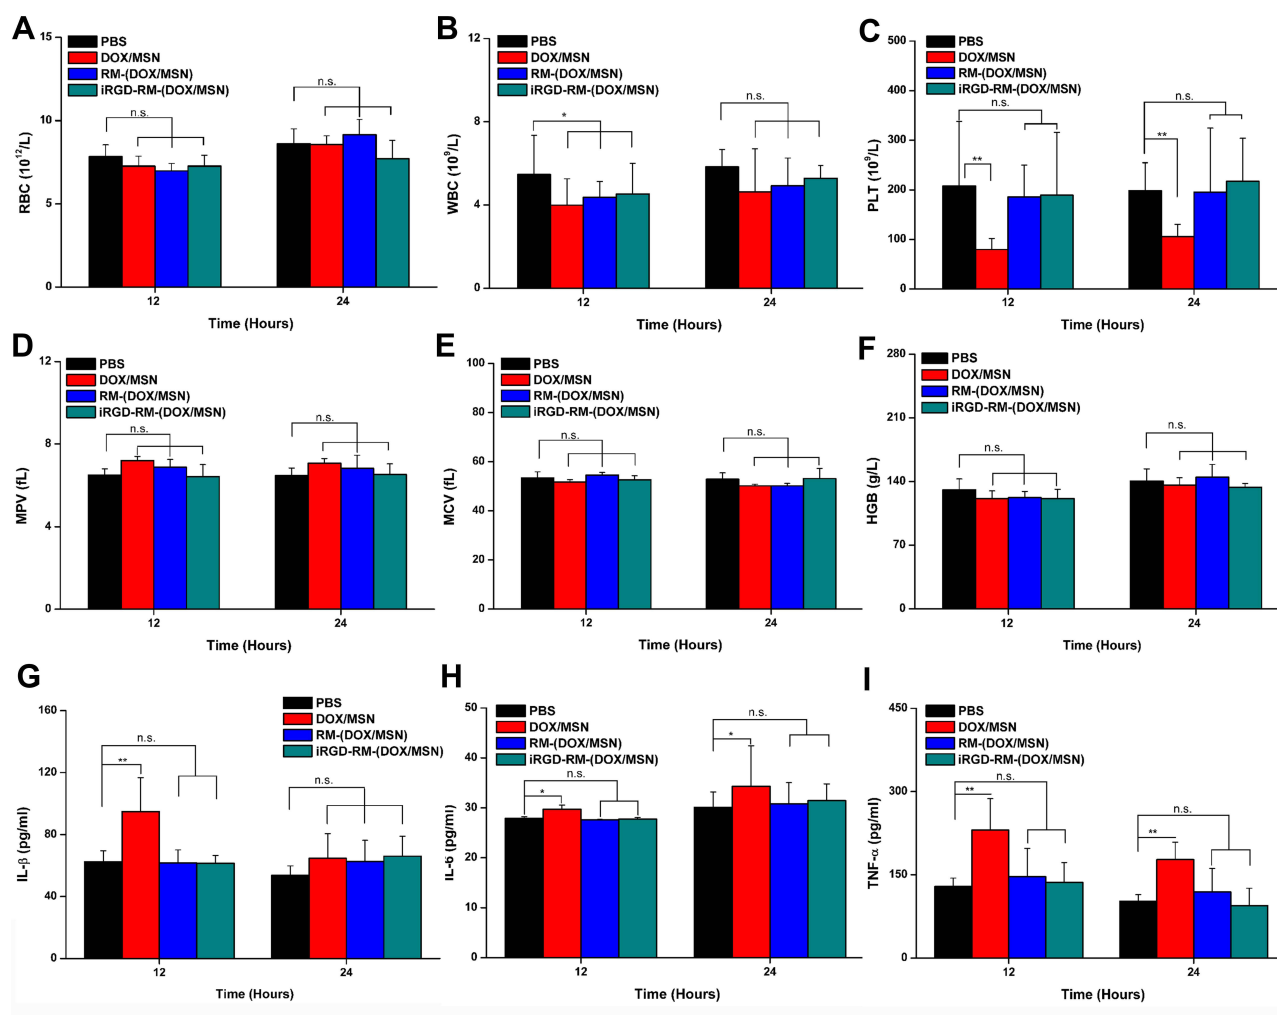 A
PBS
DOX/MSN
RM-(DOX/MSN)
iRGD-RM-(DOX/MSN)
RBC (10¹²/L)
15
10
5
0
n.s.
n.s.
12
24
Time (Hours)
B
PBS
DOX/MSN
RM-(DOX/MSN)
iRGD-RM-(DOX/MSN)
WBC (10⁹/L)
12
8
4
0
*
n.s.
12
24
Time (Hours)
C
PBS
DOX/MSN
RM-(DOX/MSN)
iRGD-RM-(DOX/MSN)
PLT (10⁹/L)
500
400
300
200
100
0
n.s.
**
n.s.
**
12
24
Time (Hours)
D
PBS
DOX/MSN
RM-(DOX/MSN)
iRGD-RM-(DOX/MSN)
MPV (fL)
12
8
4
0
n.s.
n.s.
12
24
Time (Hours)
E
PBS
DOX/MSN
RM-(DOX/MSN)
iRGD-RM-(DOX/MSN)
MCV (fL)
100
80
60
40
20
0
n.s.
n.s.
12
24
Time (Hours)
F
PBS
DOX/MSN
RM-(DOX/MSN)
iRGD-RM-(DOX/MSN)
HGB (g/L)
280
210
140
70
0
n.s.
n.s.
12
24
Time (Hours)
G
PBS
DOX/MSN
RM-(DOX/MSN)
iRGD-RM-(DOX/MSN)
IL-β (pg/ml)
160
120
80
40
0
n.s.
**
n.s.
12
24
Time (Hours)
H
PBS
DOX/MSN
RM-(DOX/MSN)
iRGD-RM-(DOX/MSN)
IL-6 (pg/ml)
50
40
30
20
10
0
n.s.
*
n.s.
*
12
24
Time (Hours)
I
PBS
DOX/MSN
RM-(DOX/MSN)
iRGD-RM-(DOX/MSN)
TNF-α (pg/ml)
450
300
150
0
n.s.
**
n.s.
**
12
24
Time (Hours)